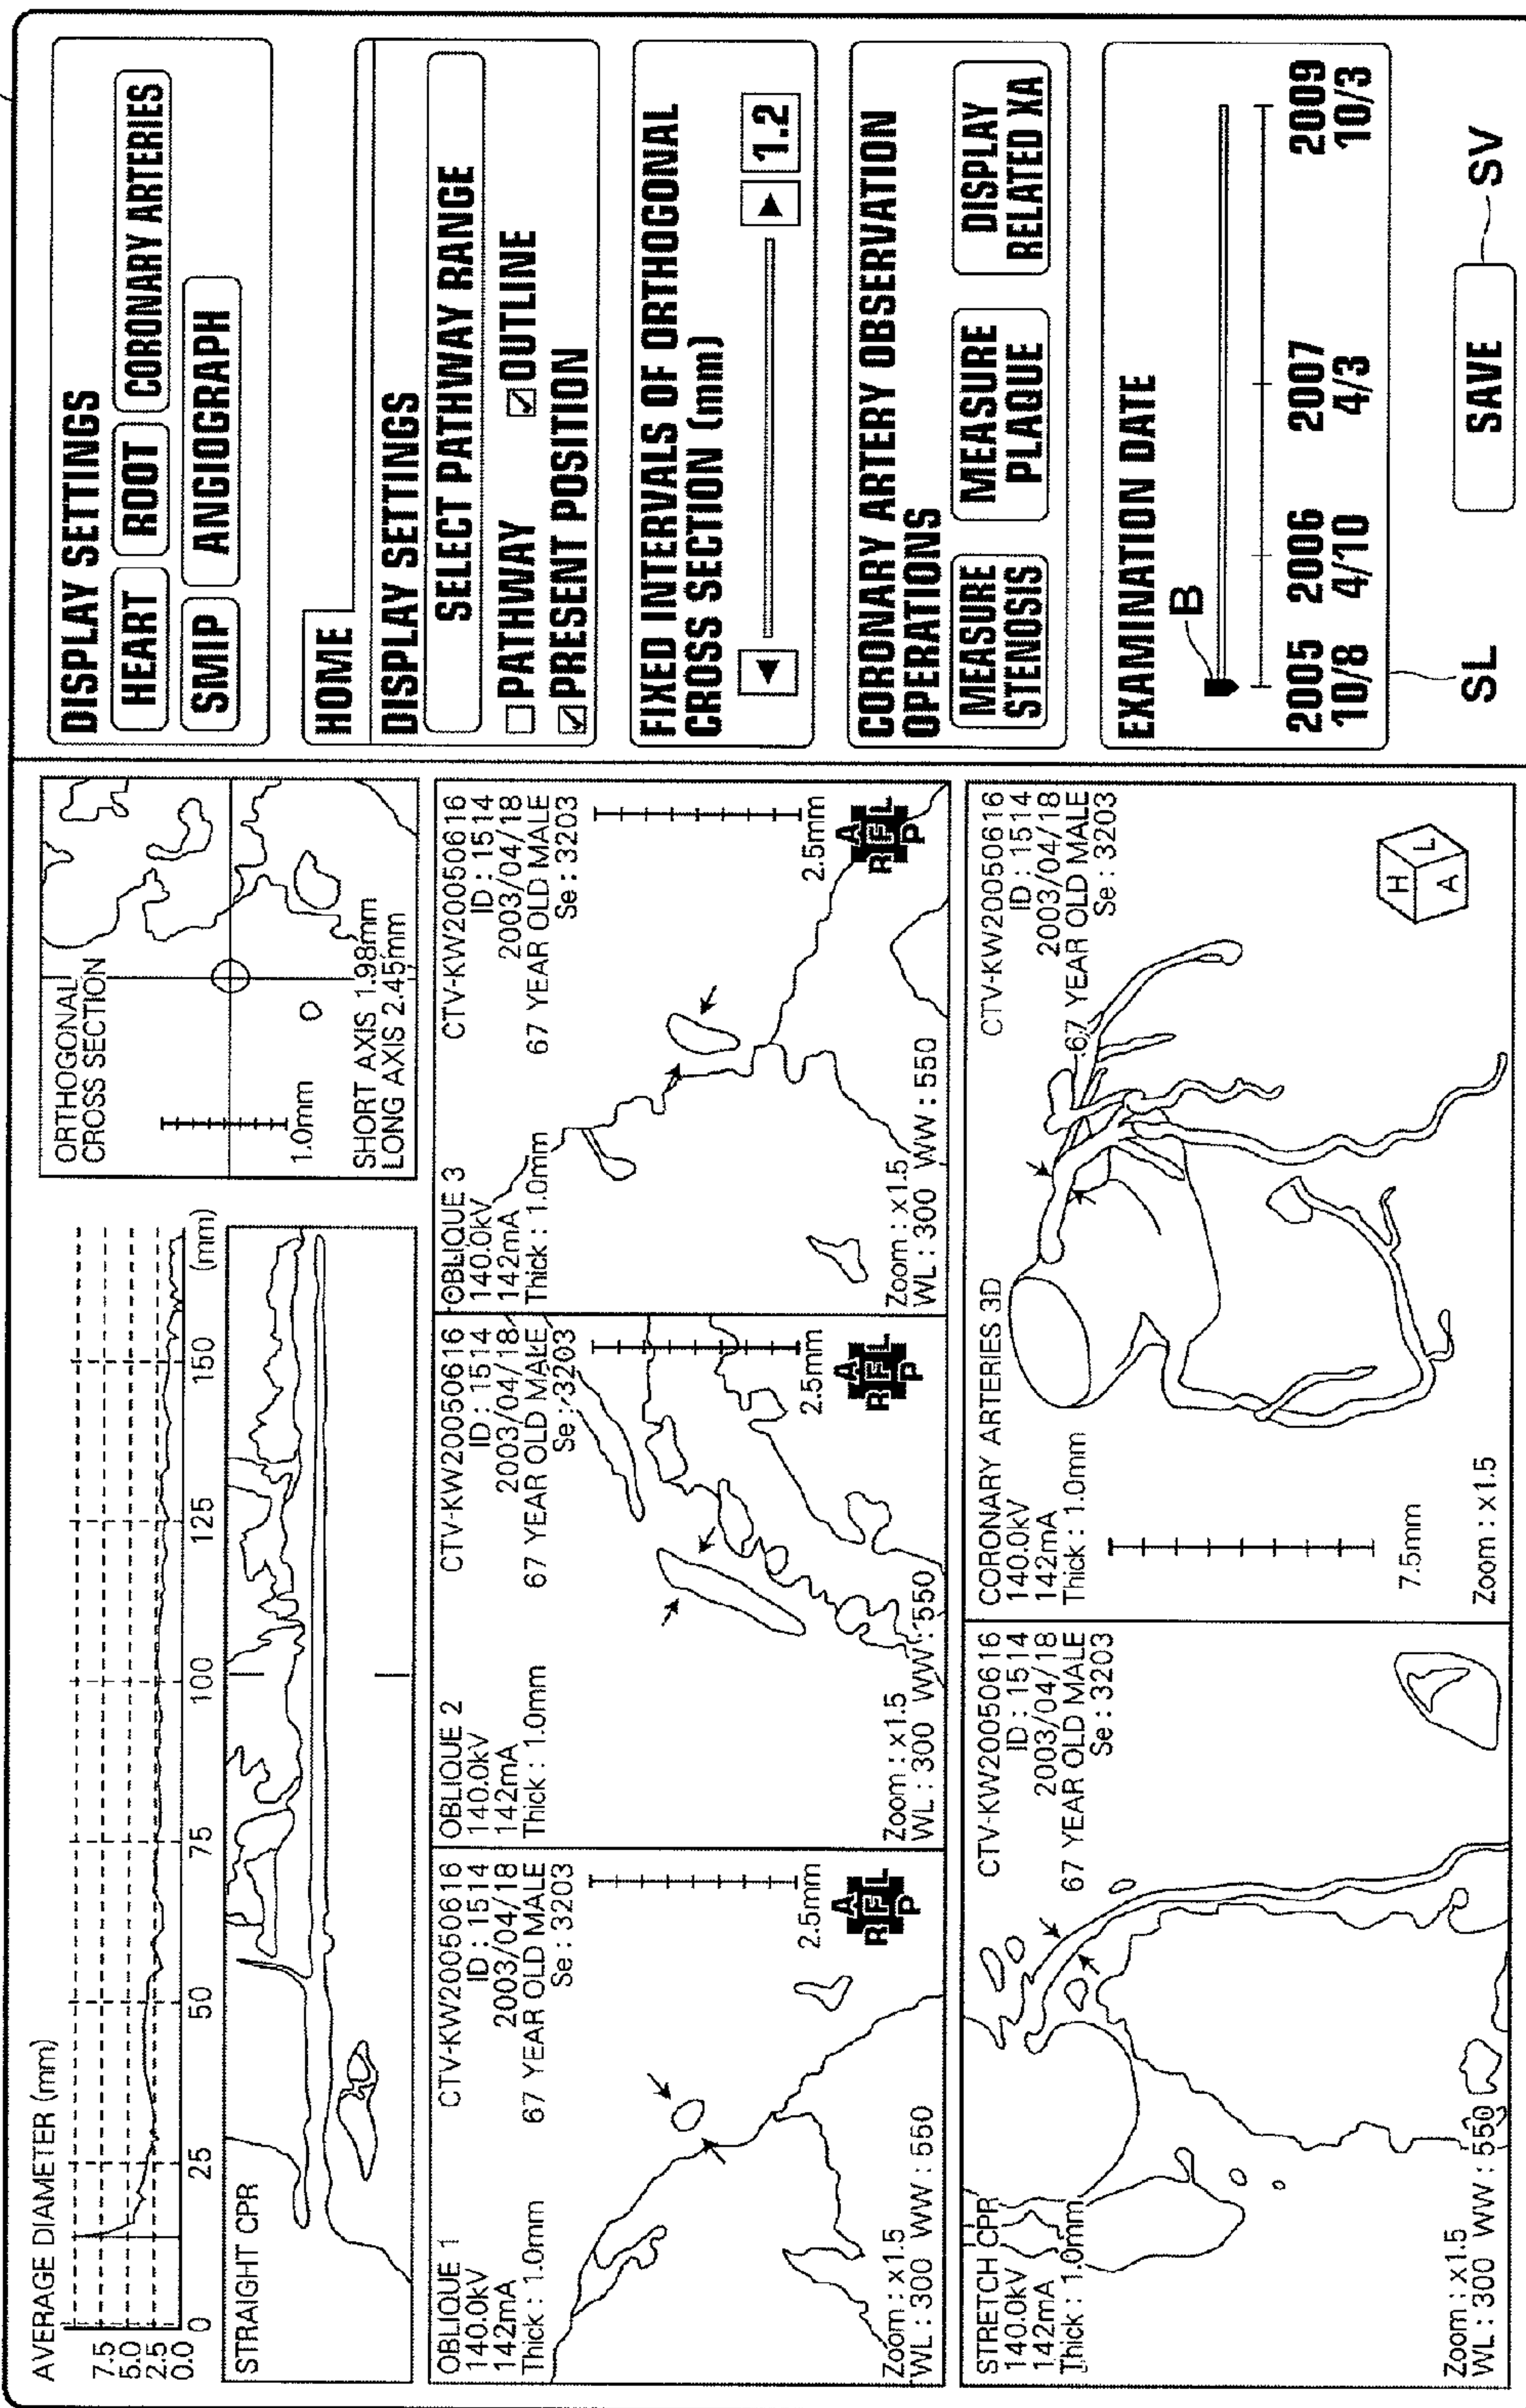 AVERAGE DIAMETER (mm)
7.5
5.0
2.5
0.0
0 25 50 75 100 125 150 (mm)
STRAIGHT CPR
ORTHOGONAL
CROSS SECTION
1.0mm
SHORT AXIS 1.98mm
LONG AXIS 2.45mm
OBLIQUE 1
140.0kV
142mA
Thick : 1.0mm
CTV-KW20050616
ID : 1514
2003/04/18
67 YEAR OLD MALE
Se : 3203
2.5mm
A
R F L
P
Zoom : x1.5
WL : 300 WW : 550
OBLIQUE 2
140.0kV
142mA
Thick : 1.0mm
CTV-KW20050616
ID : 1514
2003/04/18
67 YEAR OLD MALE
Se : 3203
2.5mm
A
R F L
P
Zoom : x1.5
WL : 300 WW : 550
OBLIQUE 3
140.0kV
142mA
Thick : 1.0mm
CTV-KW20050616
ID : 1514
2003/04/18
67 YEAR OLD MALE
Se : 3203
2.5mm
A
R F L
P
Zoom : x1.5
WL : 300 WW : 550
STRETCH CPR
140.0kV
142mA
Thick : 1.0mm
CTV-KW20050616
ID : 1514
2003/04/18
67 YEAR OLD MALE
Se : 3203
Zoom : x1.5
WL : 300 WW : 550
CORONARY ARTERIES 3D
140.0kV
142mA
Thick : 1.0mm
CTV-KW20050616
ID : 1514
2003/04/18
67 YEAR OLD MALE
Se : 3203
7.5mm
Zoom : x1.5
H
A L
DISPLAY SETTINGS
HEART ROOT CORONARY ARTERIES
SMIP ANGIOGRAPH
HOME
DISPLAY SETTINGS
SELECT PATHWAY RANGE
PATHWAY OUTLINE
PRESENT POSITION
FIXED INTERVALS OF ORTHOGONAL
CROSS SECTION (mm)
1.2
CORONARY ARTERY OBSERVATION
OPERATIONS
MEASURE
STENOSIS
MEASURE
PLAQUE
DISPLAY
RELATED XA
EXAMINATION DATE
B
2005 2006 2007 2009
10/8 4/10 4/3 10/3
SL
SAVE
SV